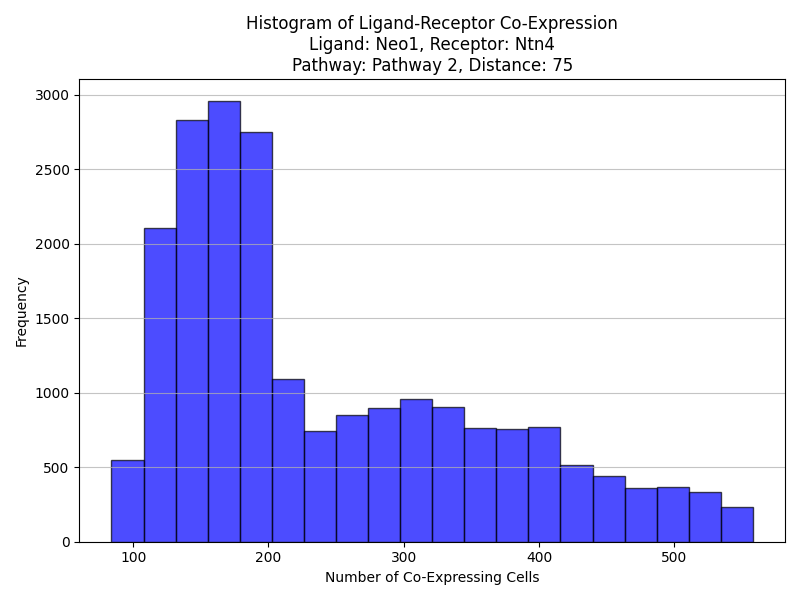 Histogram of Ligand-Receptor Co-Expression
Ligand: Neo1, Receptor: Ntn4
Pathway: Pathway 2, Distance: 75
3000
2500
2000
1500
1000
500
0
Frequency
100 200 300 400 500
Number of Co-Expressing Cells